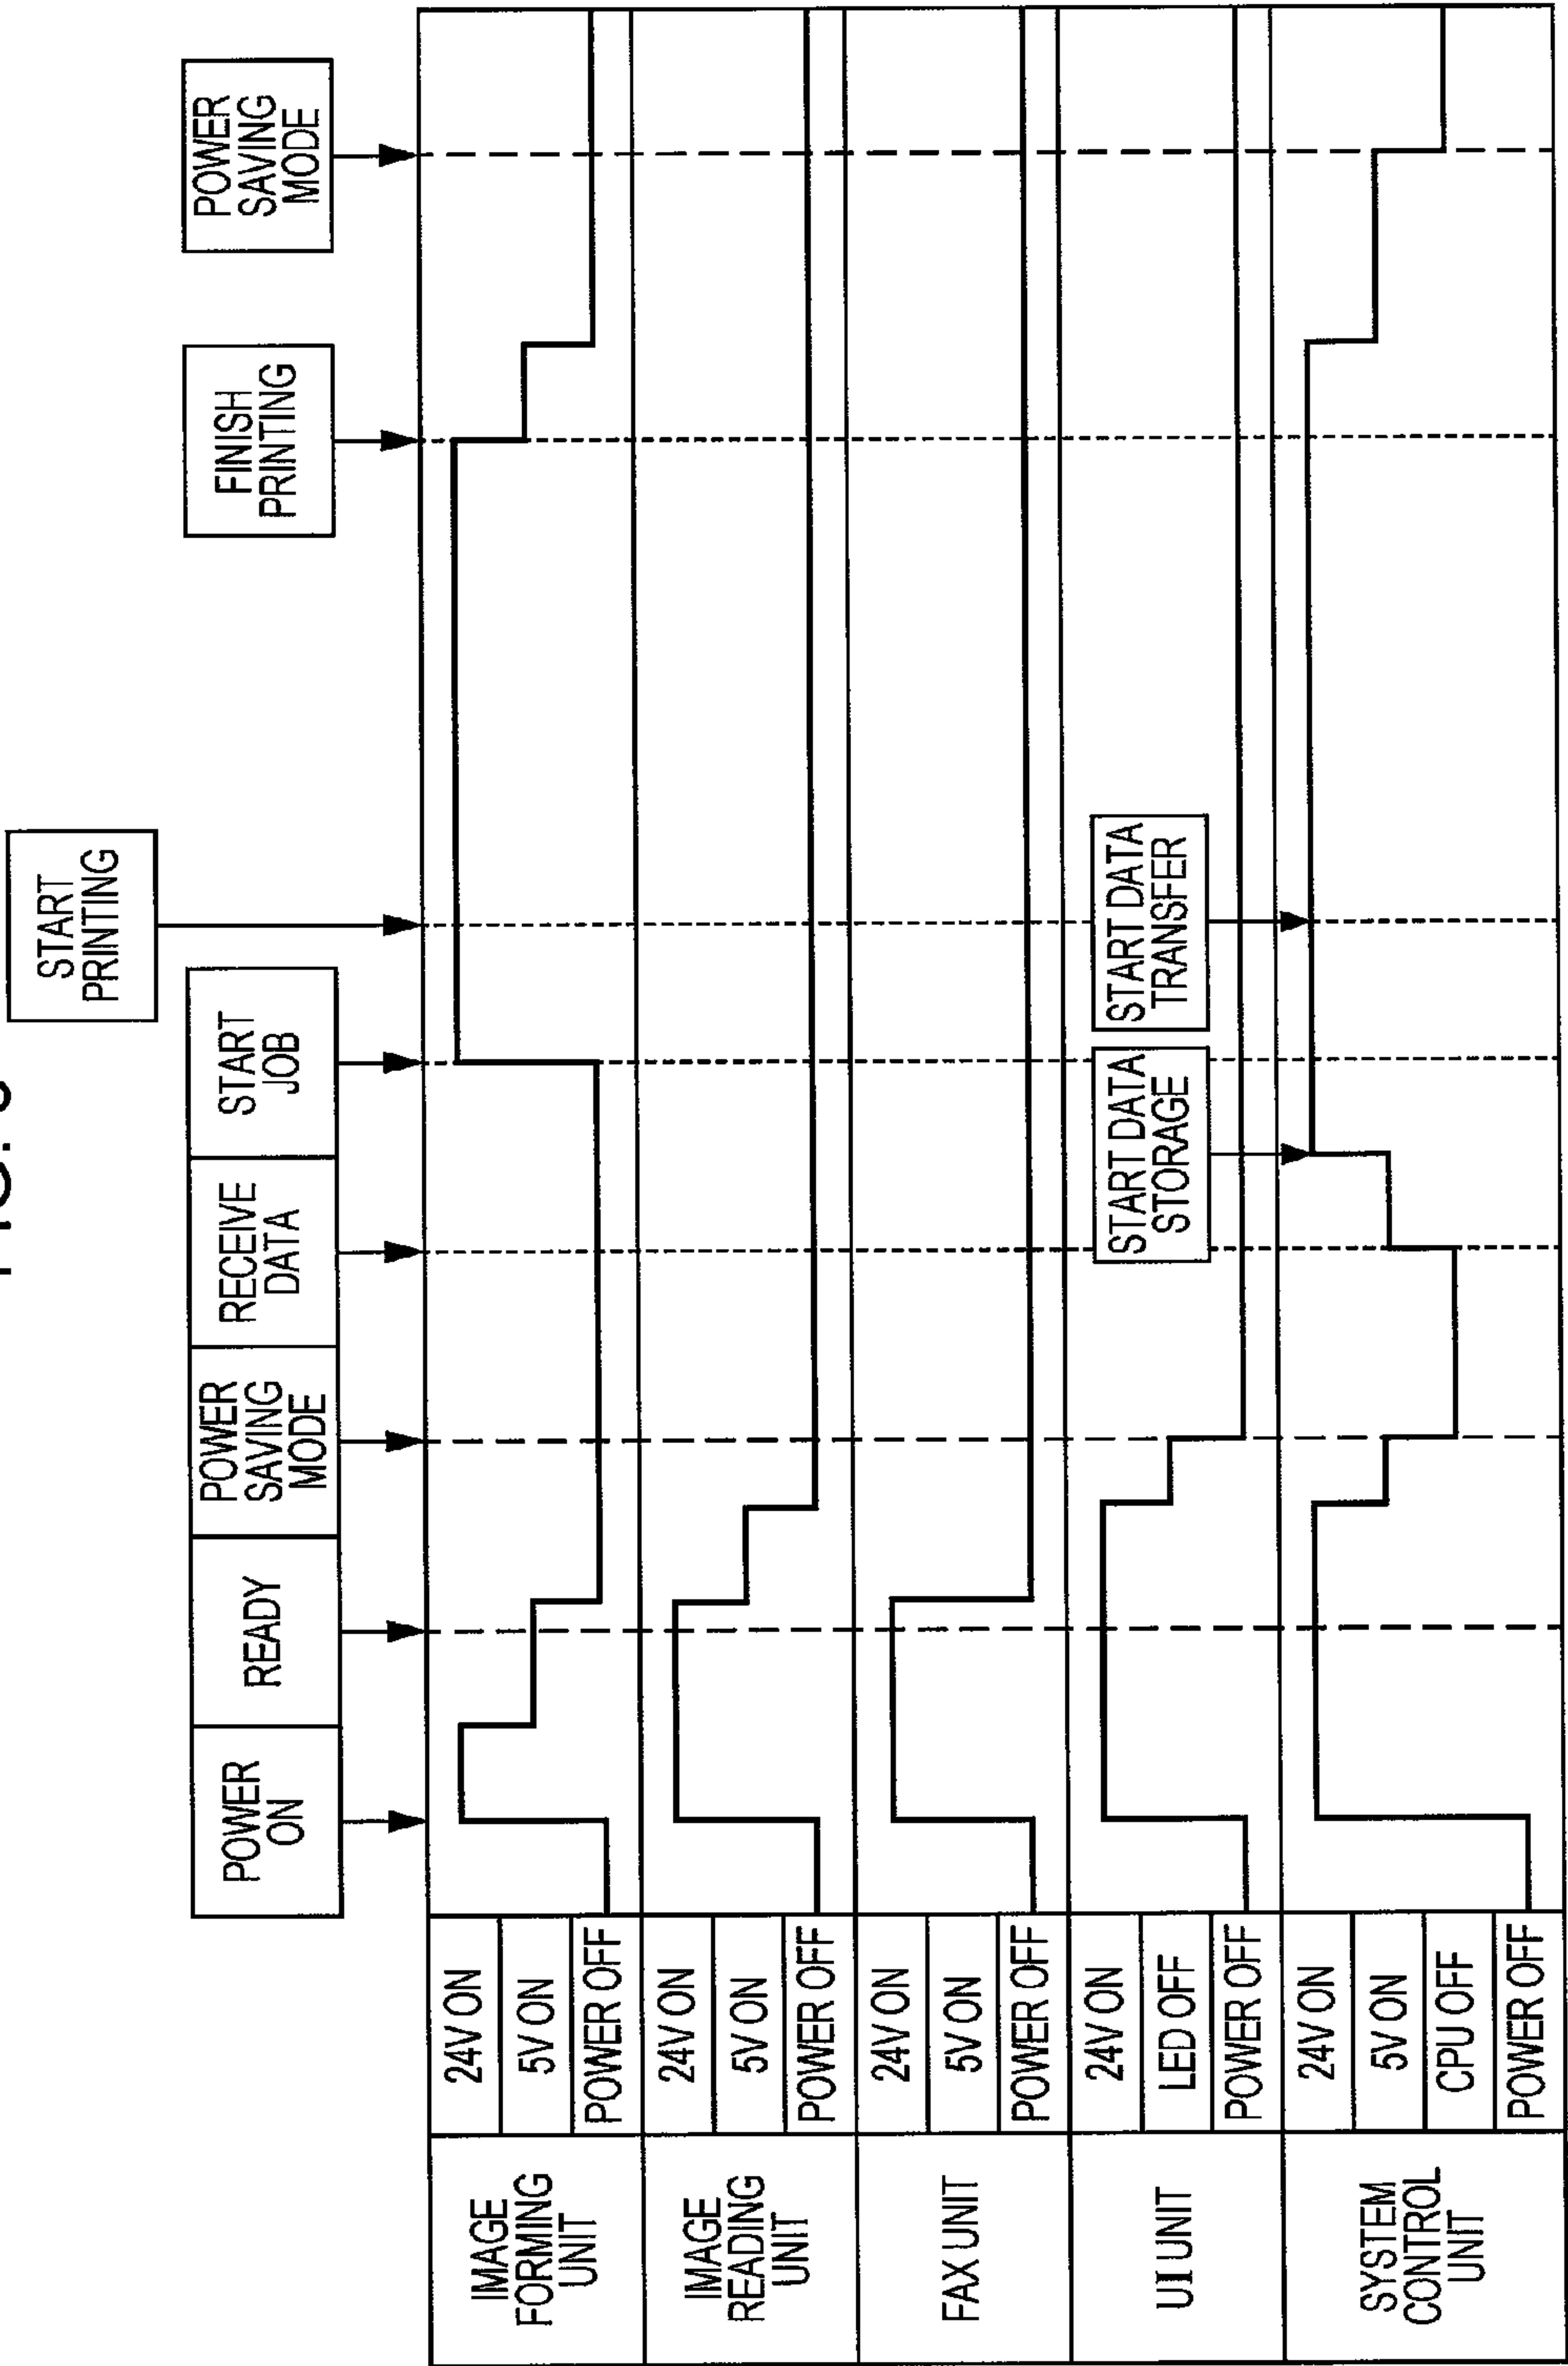 FIG.
START
PRINTING
POWER
ON
READY
POWER
SAVING
MODE
RECEIVE
DATA
START
JOB
FINISH
PRINTING
POWER
SAVING
MODE
IMAGE
FORMING
UNIT
24V ON
5V ON
POWER OFF
IMAGE
READING
UNIT
24V ON
5V ON
POWER OFF
FAX UNIT
24V ON
5V ON
POWER OFF
UI UNIT
24V ON
LED OFF
POWER OFF
START DATA
STORAGE
START DATA
TRANSFER
SYSTEM
CONTROL
UNIT
24V ON
5V ON
CPU OFF
POWER OFF